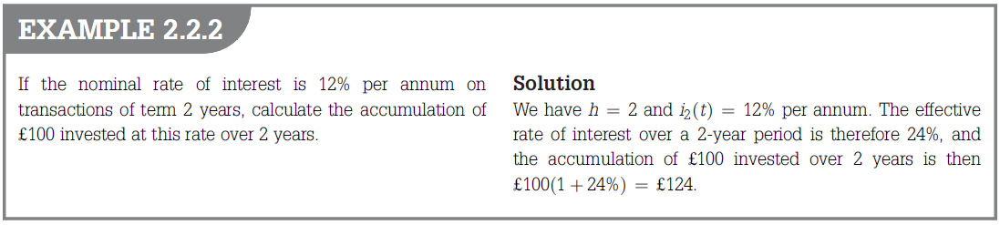 EXAMPLE 2.2.2
If the nominal rate of interest is 12% per annum on
transactions of term 2 years, calculate the accumulation of
£100 invested at this rate over 2 years.
Solution
We have h = 2 and i₂(t) = 12% per annum. The effective
rate of interest over a 2-year period is therefore 24%, and
the accumulation of £100 invested over 2 years is then
£100(1 + 24%) = £124.